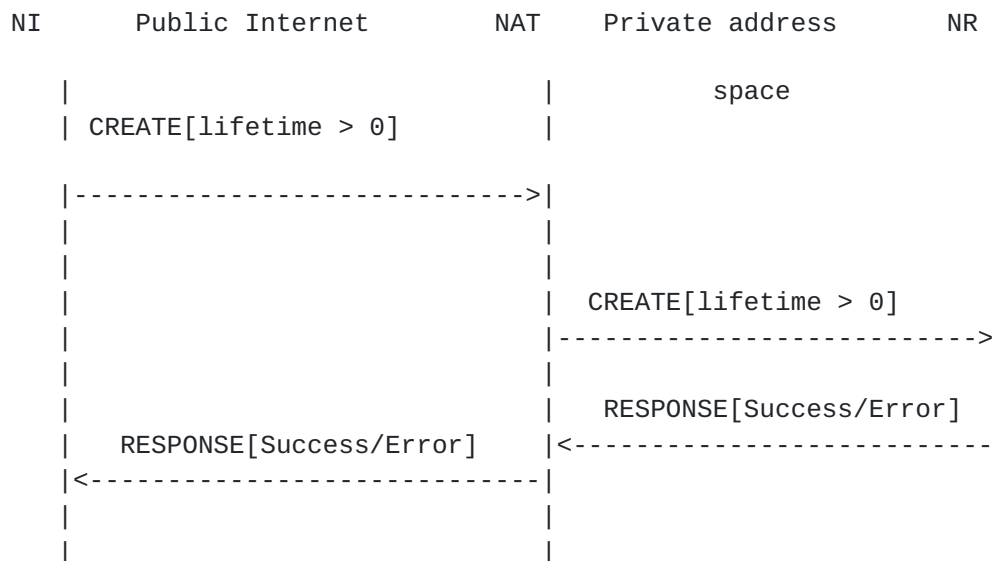 NI Public Internet NAT Private address NR
| | space
| CREATE[lifetime > 0] |
|----------------------------->|
| |
| |
| | CREATE[lifetime > 0]
| |--------------------------->
| |
| | RESPONSE[Success/Error]
| RESPONSE[Success/Error] |<---------------------------
|<-----------------------------|
| |
| |